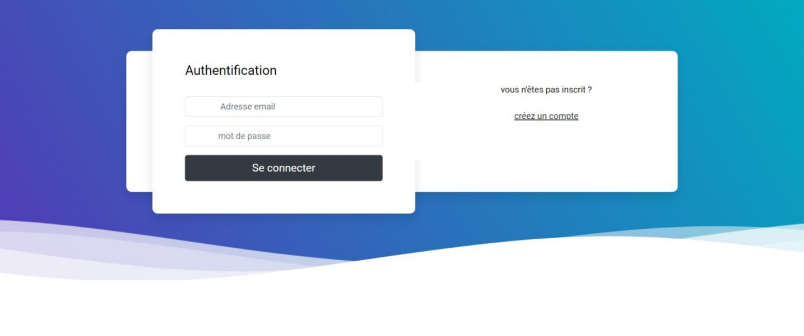 Authentification
Adresse email
mot de passe
Se connecter
vous n'êtes pas inscrit ?
créez un compte